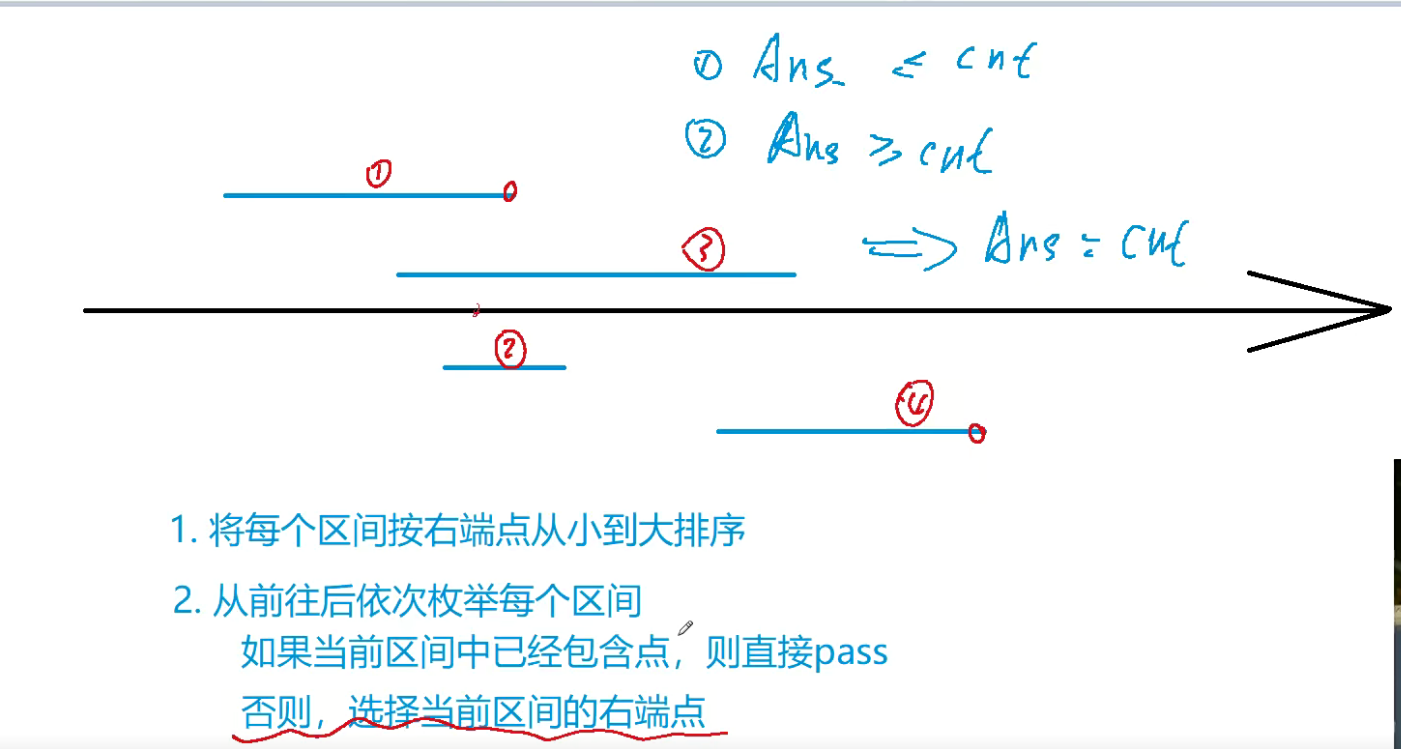 ① Ans ≤ cnt
② Ans ≥ cnt
⇒ Ans = cnt
①
③
②
④
1. 将每个区间按右端点从小到大排序
2. 从前往后依次枚举每个区间
如果当前区间中已经包含点，则直接pass
否则，选择当前区间的右端点